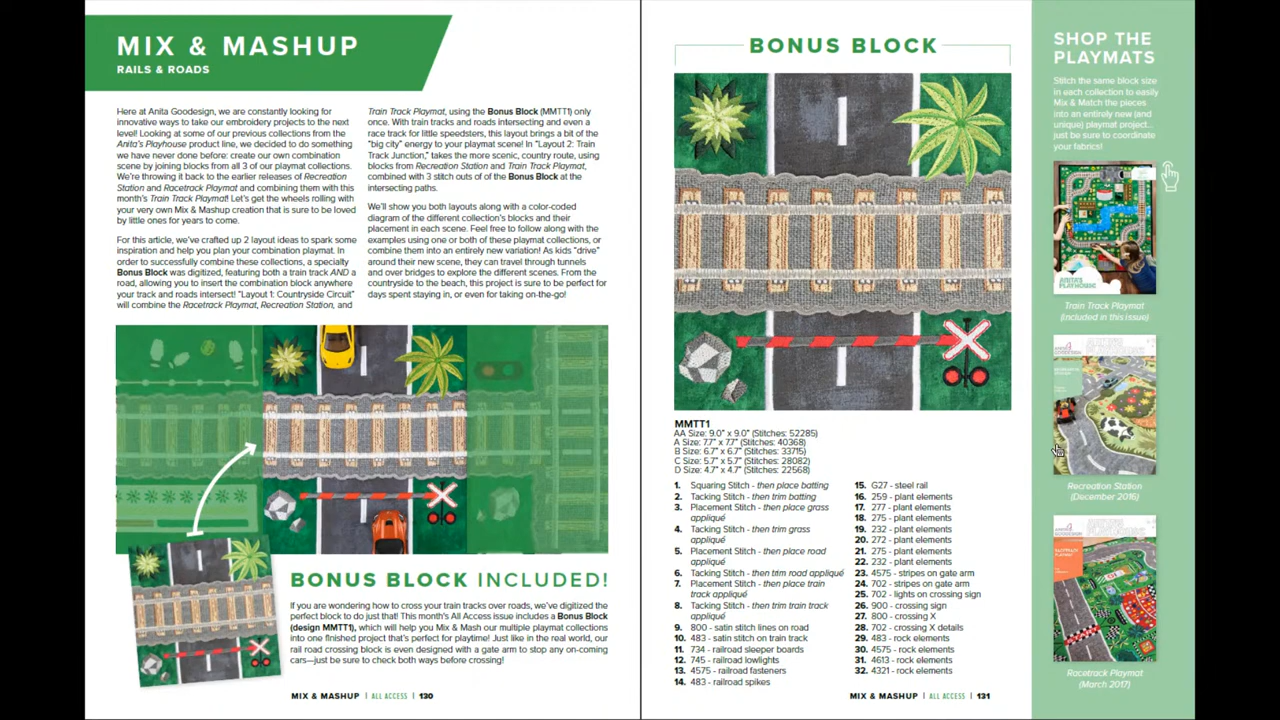 MIX & MASHUP
RAILS & ROADS
Here at Anita Goodesign, we are constantly looking for
innovative ways to take our embroidery projects to the next
level! Looking at some of our previous collections from the
Anita's Playhouse product line, we decided to do something
we have never done before: create our own combination
scene by joining blocks from all 3 of our playmat collections.
We're throwing it back to the earlier releases of Recreation
Station and Racetrack Playmat and combining them with this
month's Train Track Playmat! Let's get the wheels rolling with
your very own Mix & Mashup creation that is sure to be loved
by little ones for years to come.
For this article, we've crafted up 2 layout ideas to spark some
inspiration and help you plan your combination playmat. In
order to successfully combine these collections, a specialty
Bonus Block was digitized, featuring both a train track AND a
road, allowing you to insert the combination block anywhere
your track and roads intersect! "Layout 1: Countryside Circuit"
will combine the Racetrack Playmat, Recreation Station, and
Train Track Playmat, using the Bonus Block (MMTT1) only
once. With train tracks and roads intersecting and even a
race track for little speedsters, this layout brings a bit of the
"big city" energy to your playmat scene! In "Layout 2: Train
Track Junction," takes the more scenic, country route, using
blocks from Recreation Station and Train Track Playmat,
combined with 3 stitch outs of of the Bonus Block at the
intersecting paths.
We'll show you both layouts along with a color-coded
diagram of the different collection's blocks and their
placement in each scene. Feel free to follow along with the
examples using one or both of these playmat collections, or
combine them into an entirely new variation! As kids "drive"
around their new scene, they can travel through tunnels
and over bridges to explore the different scenes. From the
countryside to the beach, this project is sure to be perfect for
days spent staying in, or even for taking on-the-go!
BONUS BLOCK INCLUDED!
If you are wondering how to cross your train tracks over roads, we've digitized the
perfect block to do just that! This month's All Access issue includes a Bonus Block
(design MMTT1), which will help you Mix & Mash our multiple playmat collections
into one finished project that's perfect for playtime! Just like in the real world, our
rail road crossing block is even designed with a gate arm to stop any on-coming
cars—just be sure to check both ways before crossing!
MIX & MASHUP | ALL ACCESS | 130
BONUS BLOCK
MMTT1
AA Size: 9.0" x 9.0" (Stitches: 52285)
A Size: 7.7" x 7.7" (Stitches: 40368)
B Size: 6.7" x 6.7" (Stitches: 33715)
C Size: 5.7" x 5.7" (Stitches: 28082)
D Size: 4.7" x 4.7" (Stitches: 22568)
1. Squaring Stitch - then place batting
2. Tacking Stitch - then trim batting
3. Placement Stitch - then place grass
appliqué
4. Tacking Stitch - then trim grass
appliqué
5. Placement Stitch - then place road
appliqué
6. Tacking Stitch - then trim road appliqué
7. Placement Stitch - then place train
track appliqué
8. Tacking Stitch - then trim train track
appliqué
9. 800 - satin stitch lines on road
10. 483 - satin stitch on train track
11. 734 - railroad sleeper boards
12. 745 - railroad lowlights
13. 4575 - railroad fasteners
14. 483 - railroad spikes
15. G27 - steel rail
16. 259 - plant elements
17. 277 - plant elements
18. 275 - plant elements
19. 232 - plant elements
20. 272 - plant elements
21. 275 - plant elements
22. 232 - plant elements
23. 4575 - stripes on gate arm
24. 702 - stripes on gate arm
25. 702 - lights on crossing sign
26. 900 - crossing sign
27. 800 - crossing X
28. 702 - crossing X details
29. 483 - rock elements
30. 4575 - rock elements
31. 4613 - rock elements
32. 4321 - rock elements
MIX & MASHUP | ALL ACCESS | 131
SHOP THE
PLAYMATS
Stitch the same block size
in each collection to easily
Mix & Match the pieces
into an entirely new (and
unique) playmat project...
just be sure to coordinate
your fabrics!
ANITA'S
PLAYHOUSE
Train Track Playmat
(Included in this issue)
Recreation Station
(December 2016)
Racetrack Playmat
(March 2017)